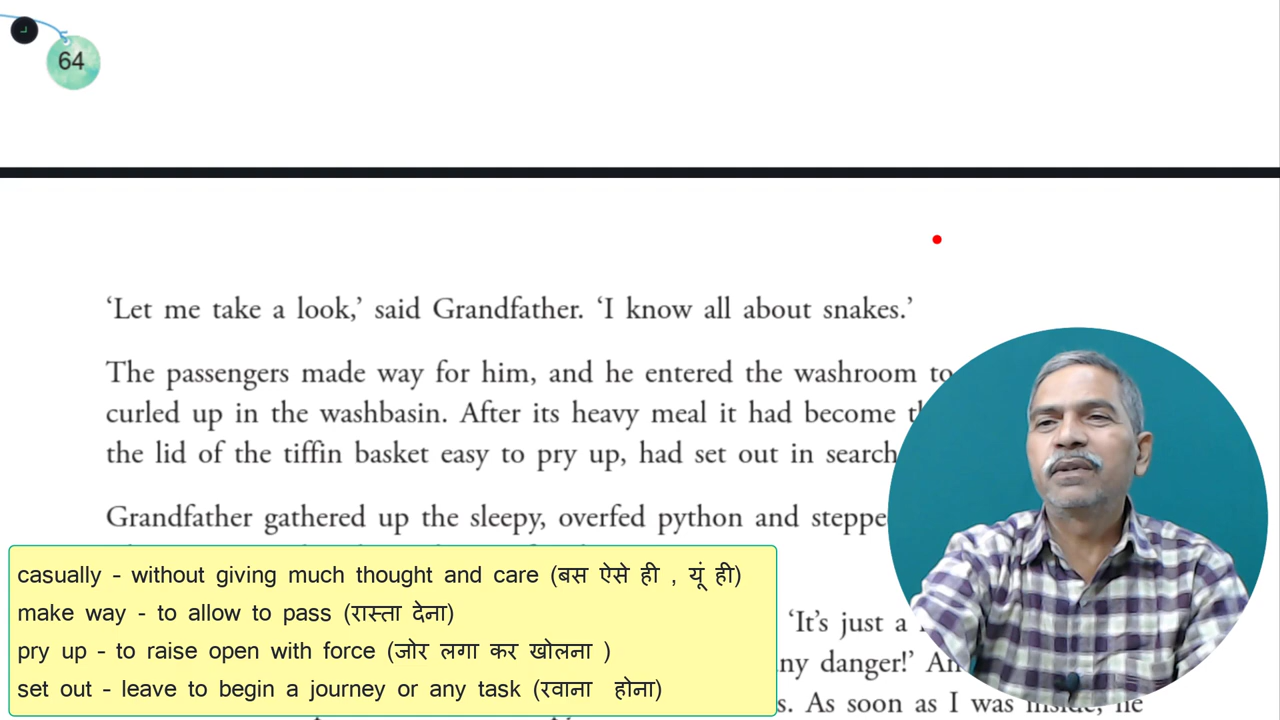 64
‘Let me take a look,’ said Grandfather. ‘I know all about snakes.’
The passengers made way for him, and he entered the washroom to
curled up in the washbasin. After its heavy meal it had become
the lid of the tiffin basket easy to pry up, had set out in search
Grandfather gathered up the sleepy, overfed python and
‘It’s just a
danger!’
As soon as I was inside, he
casually - without giving much thought and care (बस ऐसे ही , यूं ही)
make way - to allow to pass (रास्ता देना)
pry up - to raise open with force (जोर लगा कर खोलना )
set out - leave to begin a journey or any task (रवाना होना)